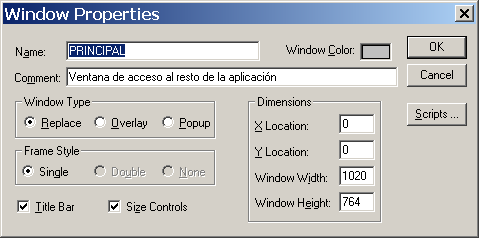 Window Properties
Name: PRINCIPAL Window Color: OK
Comment: Ventana de acceso al resto de la aplicación Cancel
Window Type
Replace Overlay Popup
Frame Style
Single Double None
Title Bar Size Controls
Dimensions
X Location: 0
Y Location: 0
Window Width: 1020
Window Height: 764
Scripts ...